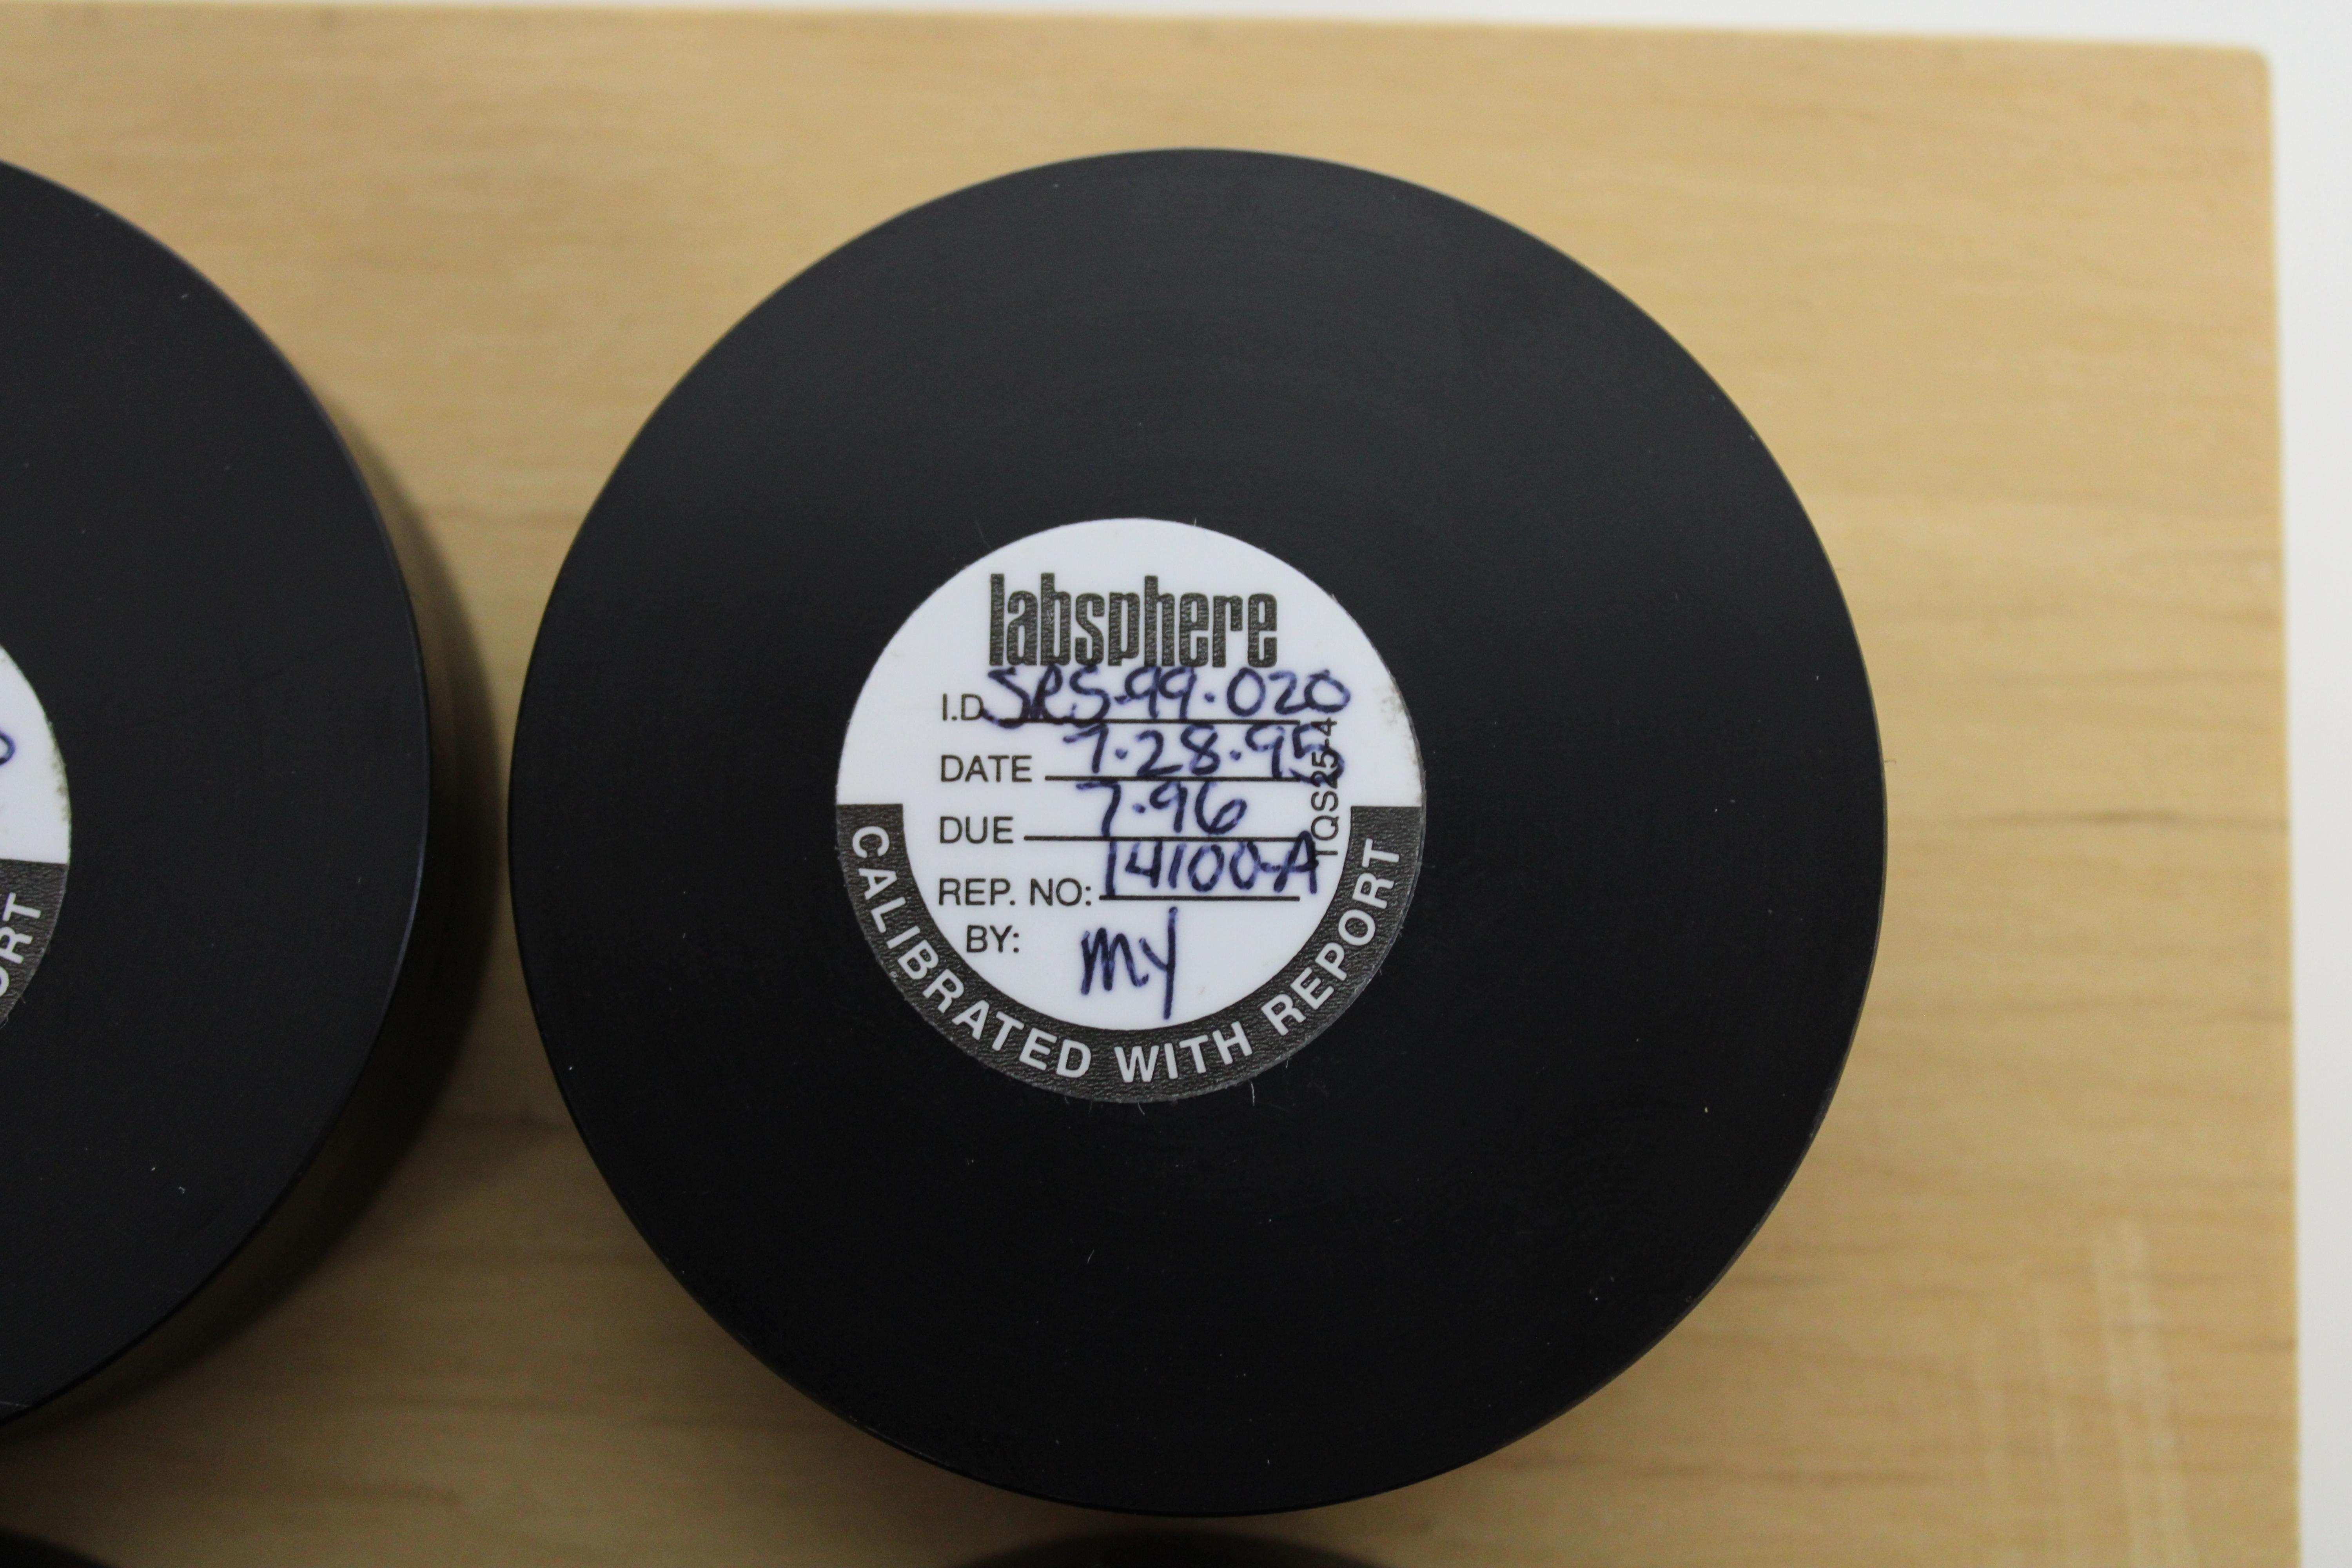 labsphere
I.D. SRS-99-020
DATE 7-28-95
DUE 7-96
REP. NO: 14100-A
BY: my
TQS25-4
CALIBRATED WITH REPORT
ORT